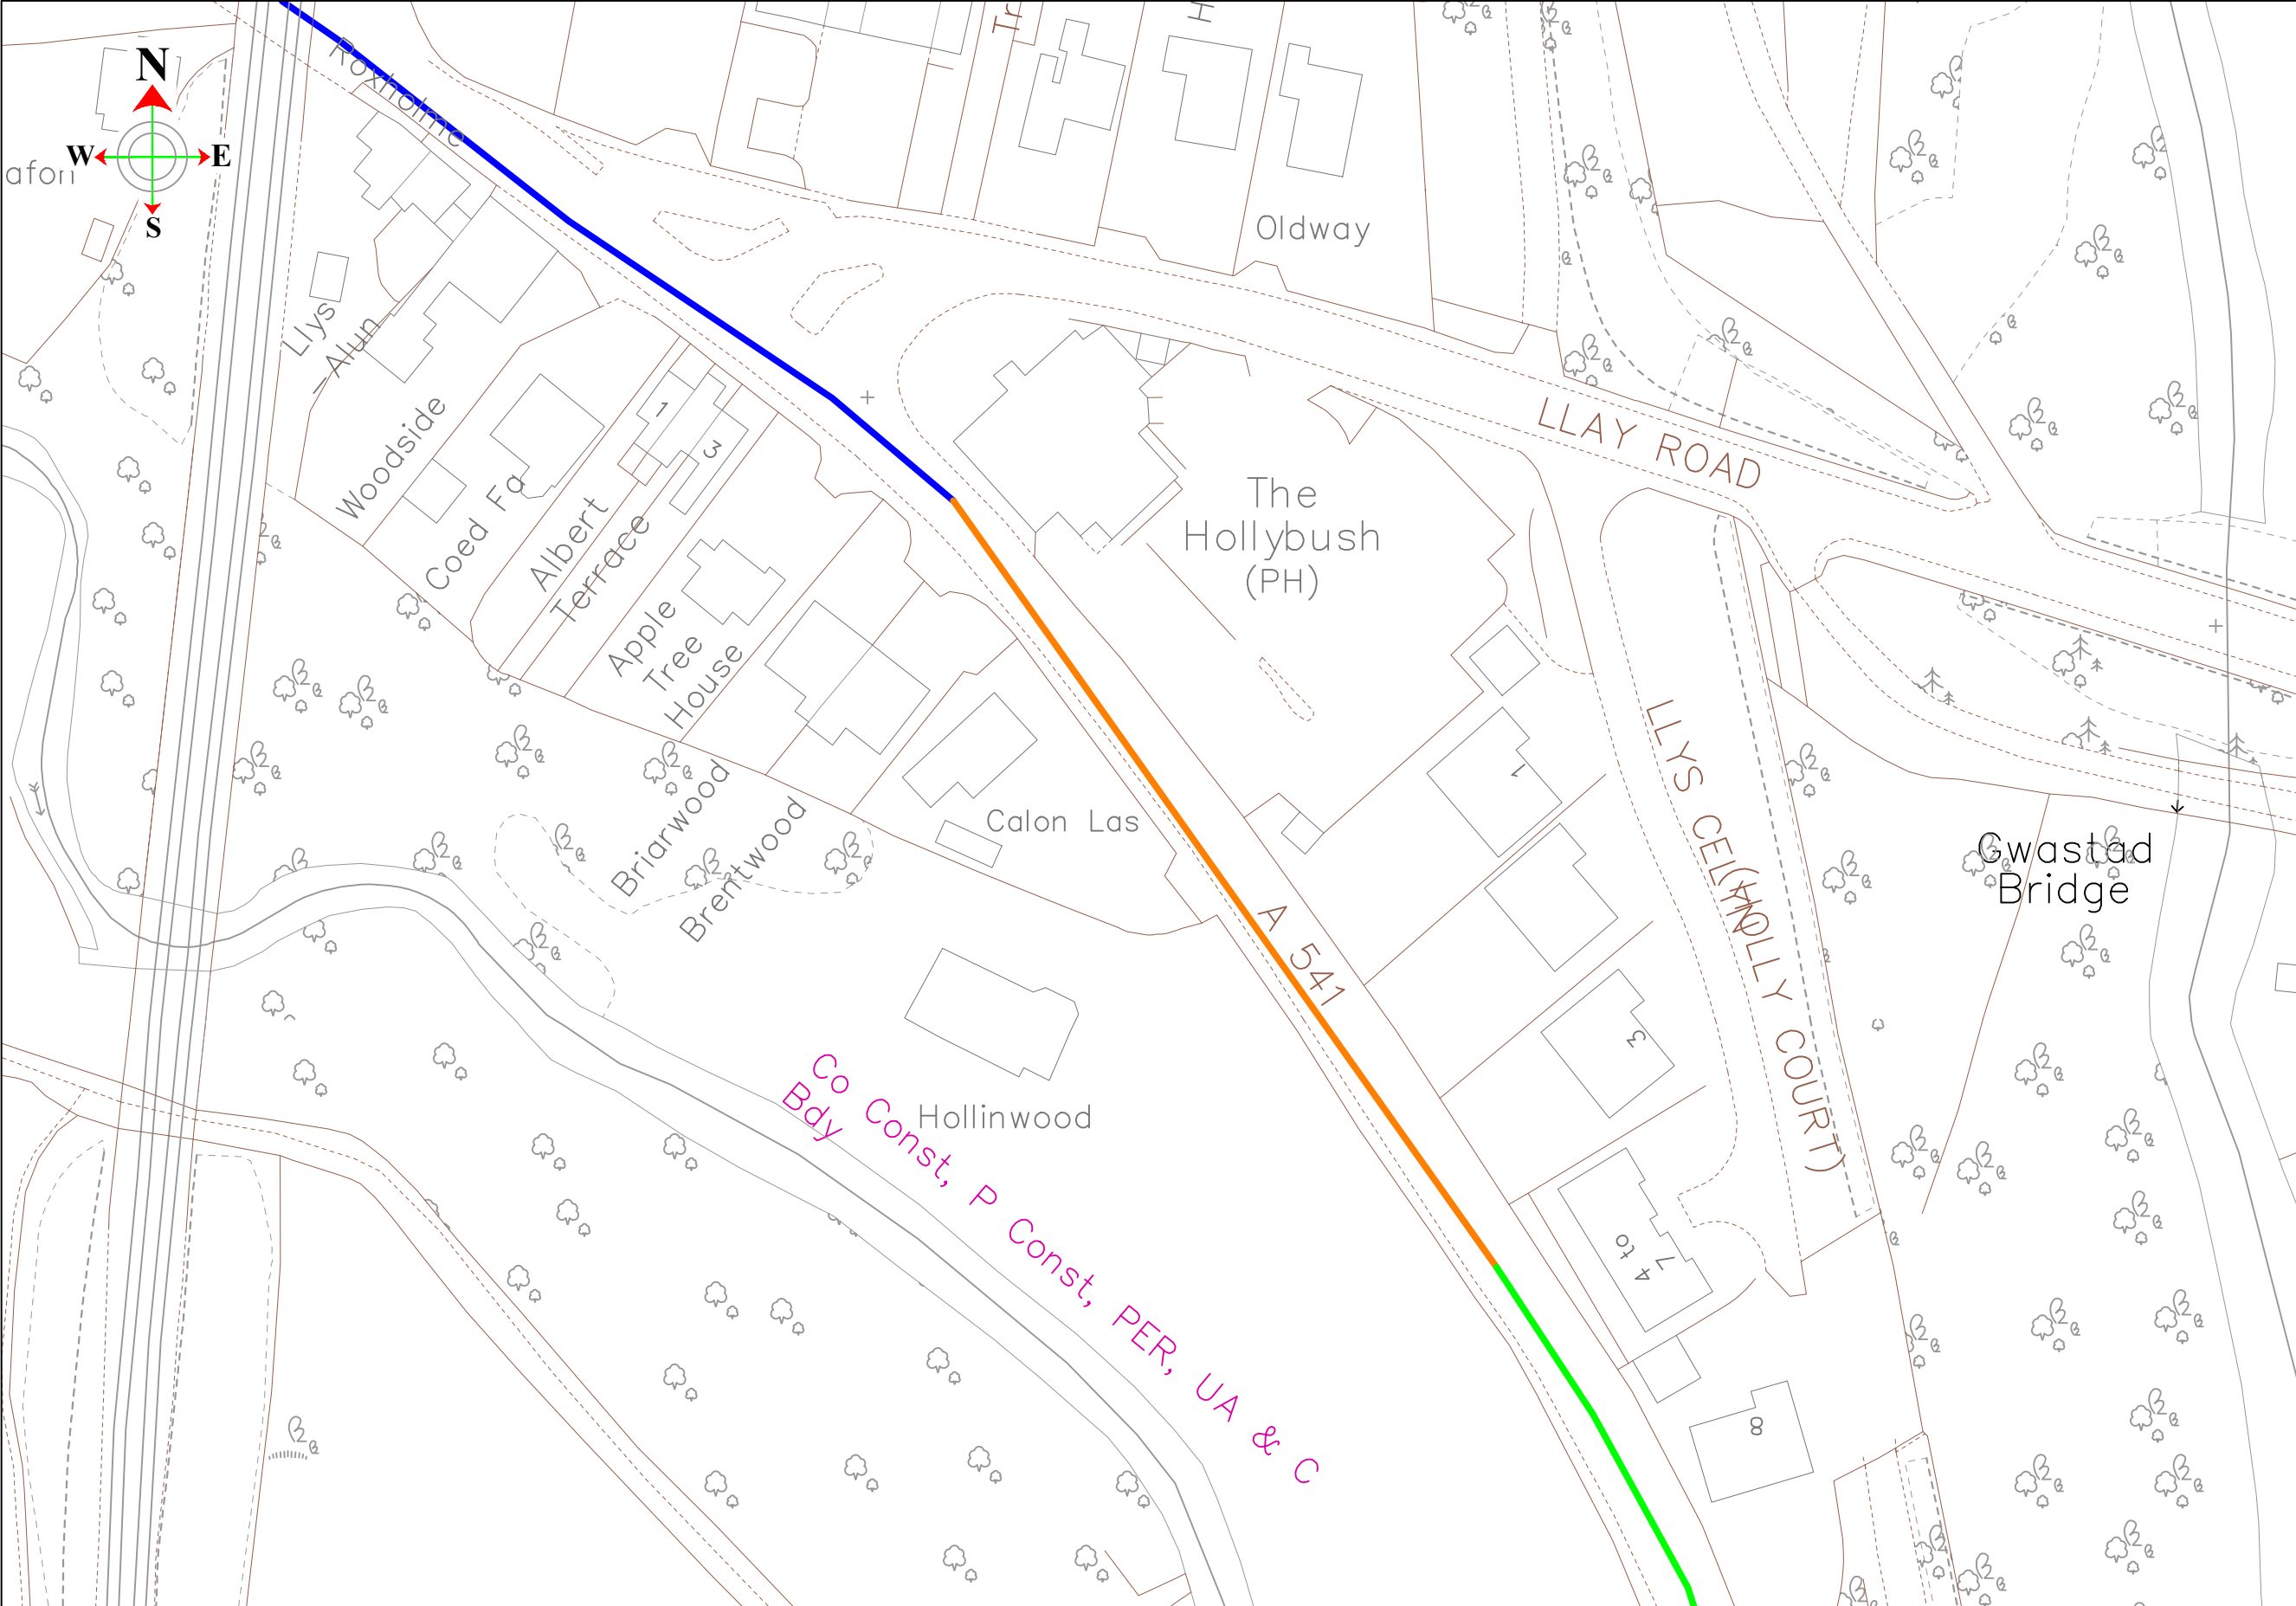 N
W
E
S
afon
Roxholme
Tr
H
Oldway
Llys
Alun
Woodside
Coed Fa
1
3
Albert
Terrace
Apple
Tree
House
Briarwood
Brentwood
Calon Las
Hollinwood
The
Hollybush
(PH)
LLAY ROAD
A 541
LLYS CELYN
(HOLLY COURT)
1
3
4 to
7
8
Gwastad
Bridge
Co Const, P Const, PER, UA & C
Bdy